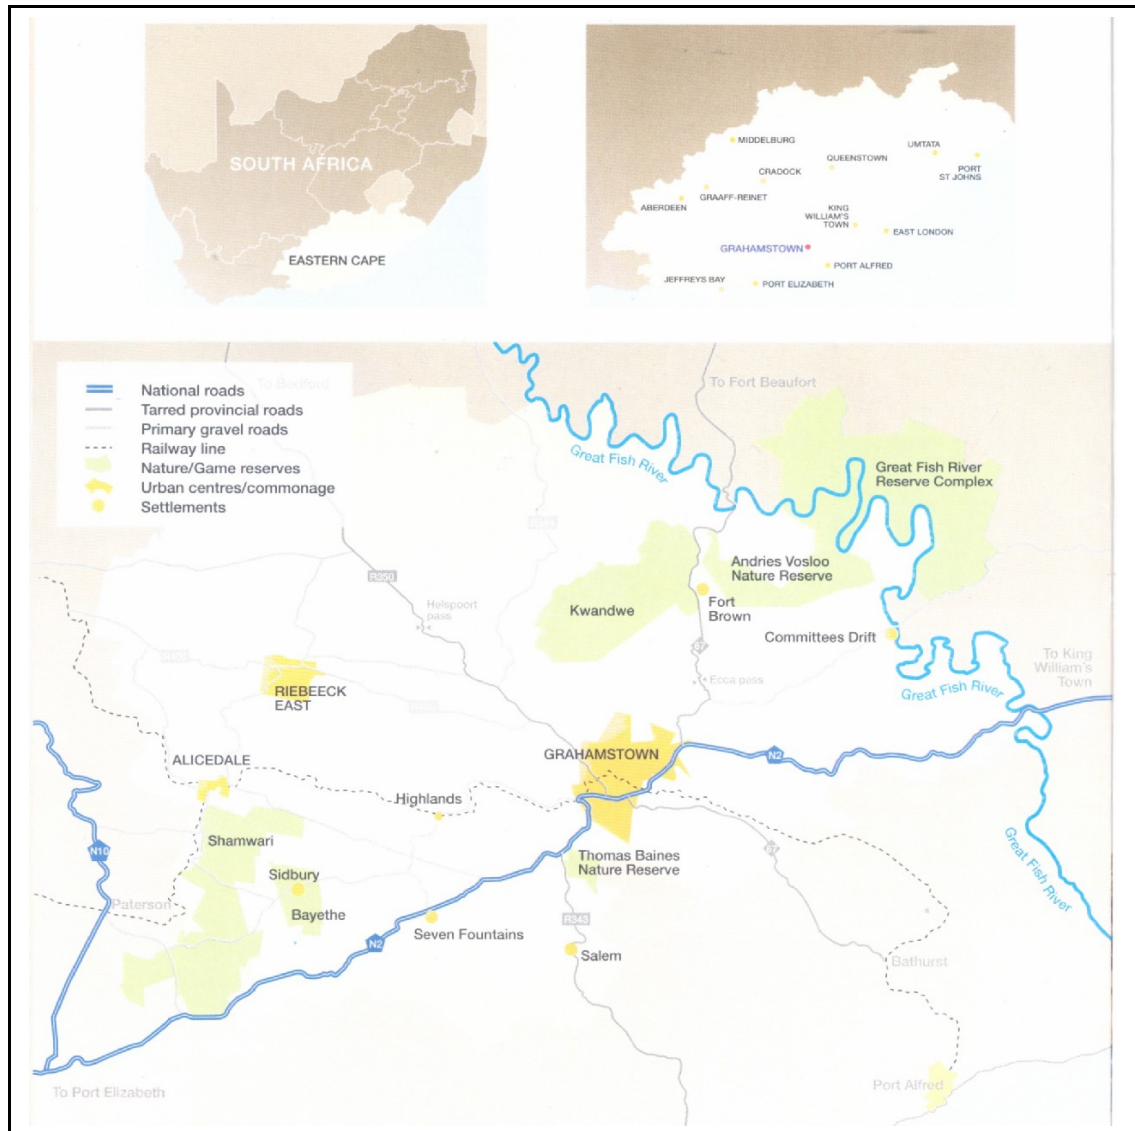 SOUTH AFRICA
EASTERN CAPE
MIDDELBURG
UMTATA
QUEENSTOWN
PORT
ST JOHNS
CRADOCK
GRAAFF-REINET
ABERDEEN
KING
WILLIAM'S
TOWN
EAST LONDON
GRAHAMSTOWN
PORT ALFRED
JEFFREYS BAY
PORT ELIZABETH
To Bedford
National roads
Tarred provincial roads
Primary gravel roads
Railway line
Nature/Game reserves
Urban centres/commonage
Settlements
To Fort Beaufort
Great Fish River
Great Fish River
Reserve Complex
Andries Vosloo
Nature Reserve
R350
Kwandwe
Fort
Brown
Helspoort
pass
Committees Drift
67
Ecca pass
To King
William's
Town
Great Fish River
RIEBEECK
EAST
GRAHAMSTOWN
N2
ALICEDALE
Highlands
Shamwari
N10
Thomas Baines
Nature Reserve
67
Great Fish River
Sidbury
Paterson
Bayethe
R343
Seven Fountains
N2
Salem
Bathurst
To Port Elizabeth
Port Alfred